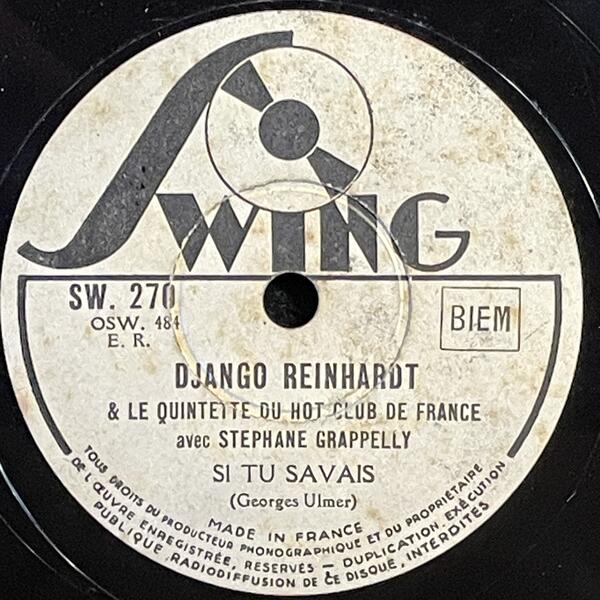 SWING
SW. 270
OSW. 484
E. R.
BIEM
DJANGO REINHARDT
& LE QUINTETTE DU HOT CLUB DE FRANCE
avec STEPHANE GRAPPELLY
SI TU SAVAIS
(Georges Ulmer)
MADE IN FRANCE
TOUS DROITS DU PRODUCTEUR PHONOGRAPHIQUE ET DU PROPRIÉTAIRE
DE L'ŒUVRE ENREGISTRÉE, RÉSERVÉS – DUPLICATION, EXÉCUTION
PUBLIQUE, RADIODIFFUSION DE CE DISQUE, INTERDITES